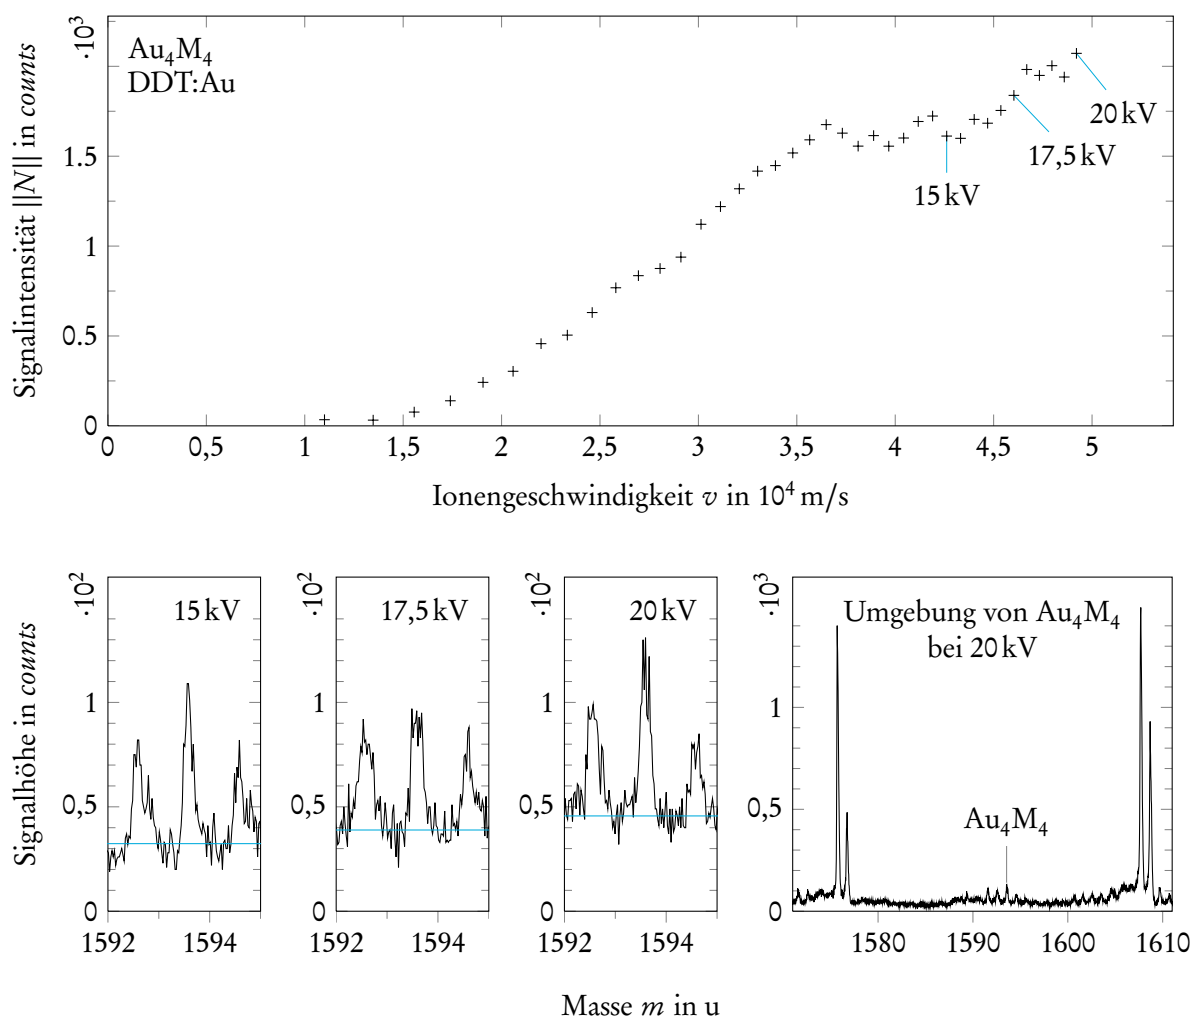 ·10³
Au₄M₄
DDT:Au
Signalintensität ||N|| in counts
1.5
1
0.5
0
20 kV
17,5 kV
15 kV
0 0,5 1 1,5 2 2,5 3 3,5 4 4,5 5
Ionengeschwindigkeit v in 10⁴ m/s
·10² ·10² ·10² ·10³
15 kV 17,5 kV 20 kV Umgebung von Au₄M₄
bei 20 kV
Signalhöhe in counts
1 1 1 1
0,5 0,5 0,5 0,5
Au₄M₄
0 0 0 0
1592 1594 1592 1594 1592 1594 1580 1590 1600 1610
Masse m in u